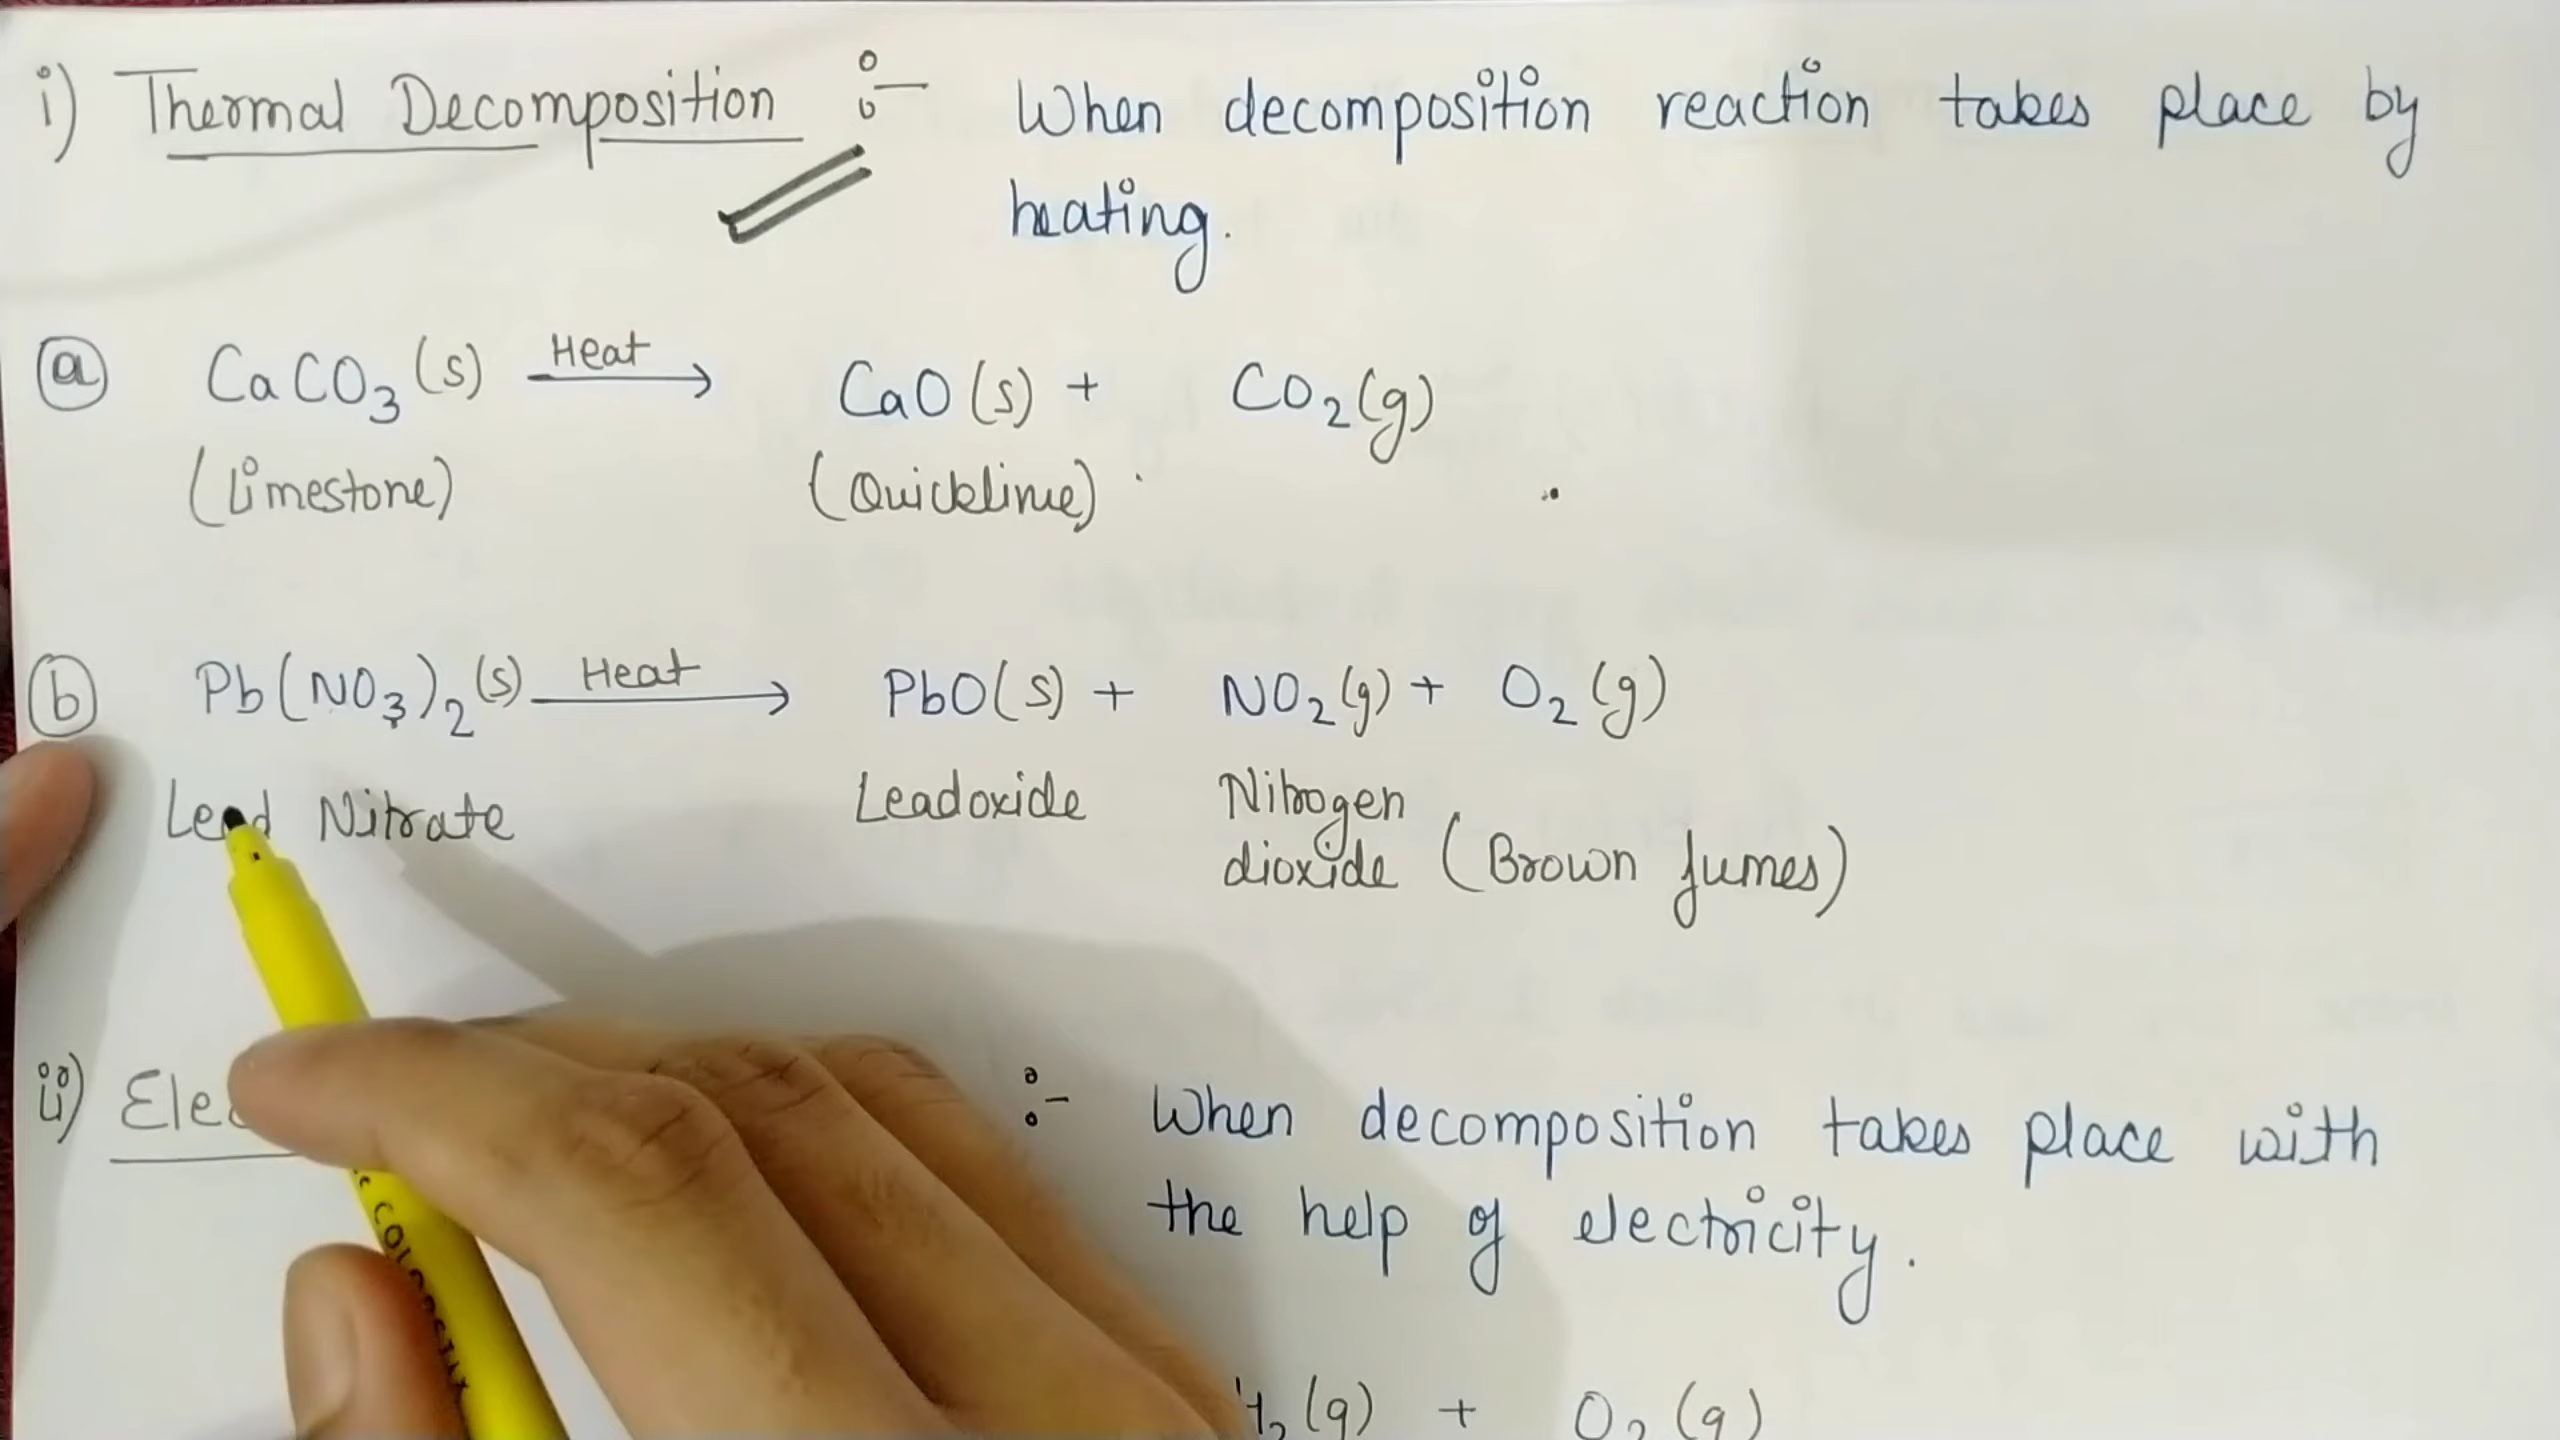 i) Thermal Decomposition :- When decomposition reaction takes place by
heating.
ⓐ CaCO₃(s) Heat → CaO(s) + CO₂(g)
(Limestone) (Quicklime)
ⓑ Pb(NO₃)₂(s) Heat → PbO(s) + NO₂(g) + O₂(g)
Lead Nitrate Leadoxide Nitrogen
dioxide (Brown fumes)
ii) :- When decomposition takes place with
the help of electricity.
H₂(g) + O₂(g)